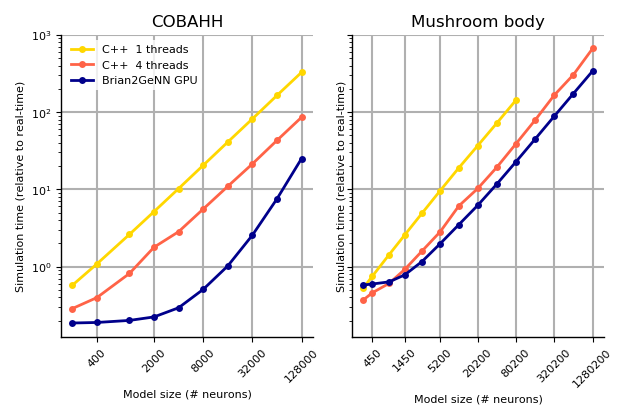 COBAHH
Mushroom body
C++  1 threads
C++  4 threads
Brian2GeNN GPU
Simulation time (relative to real-time)
10³
10²
10¹
10⁰
400
2000
8000
32000
128000
Model size (# neurons)
Simulation time (relative to real-time)
450
1450
5200
20200
80200
320200
1280200
Model size (# neurons)